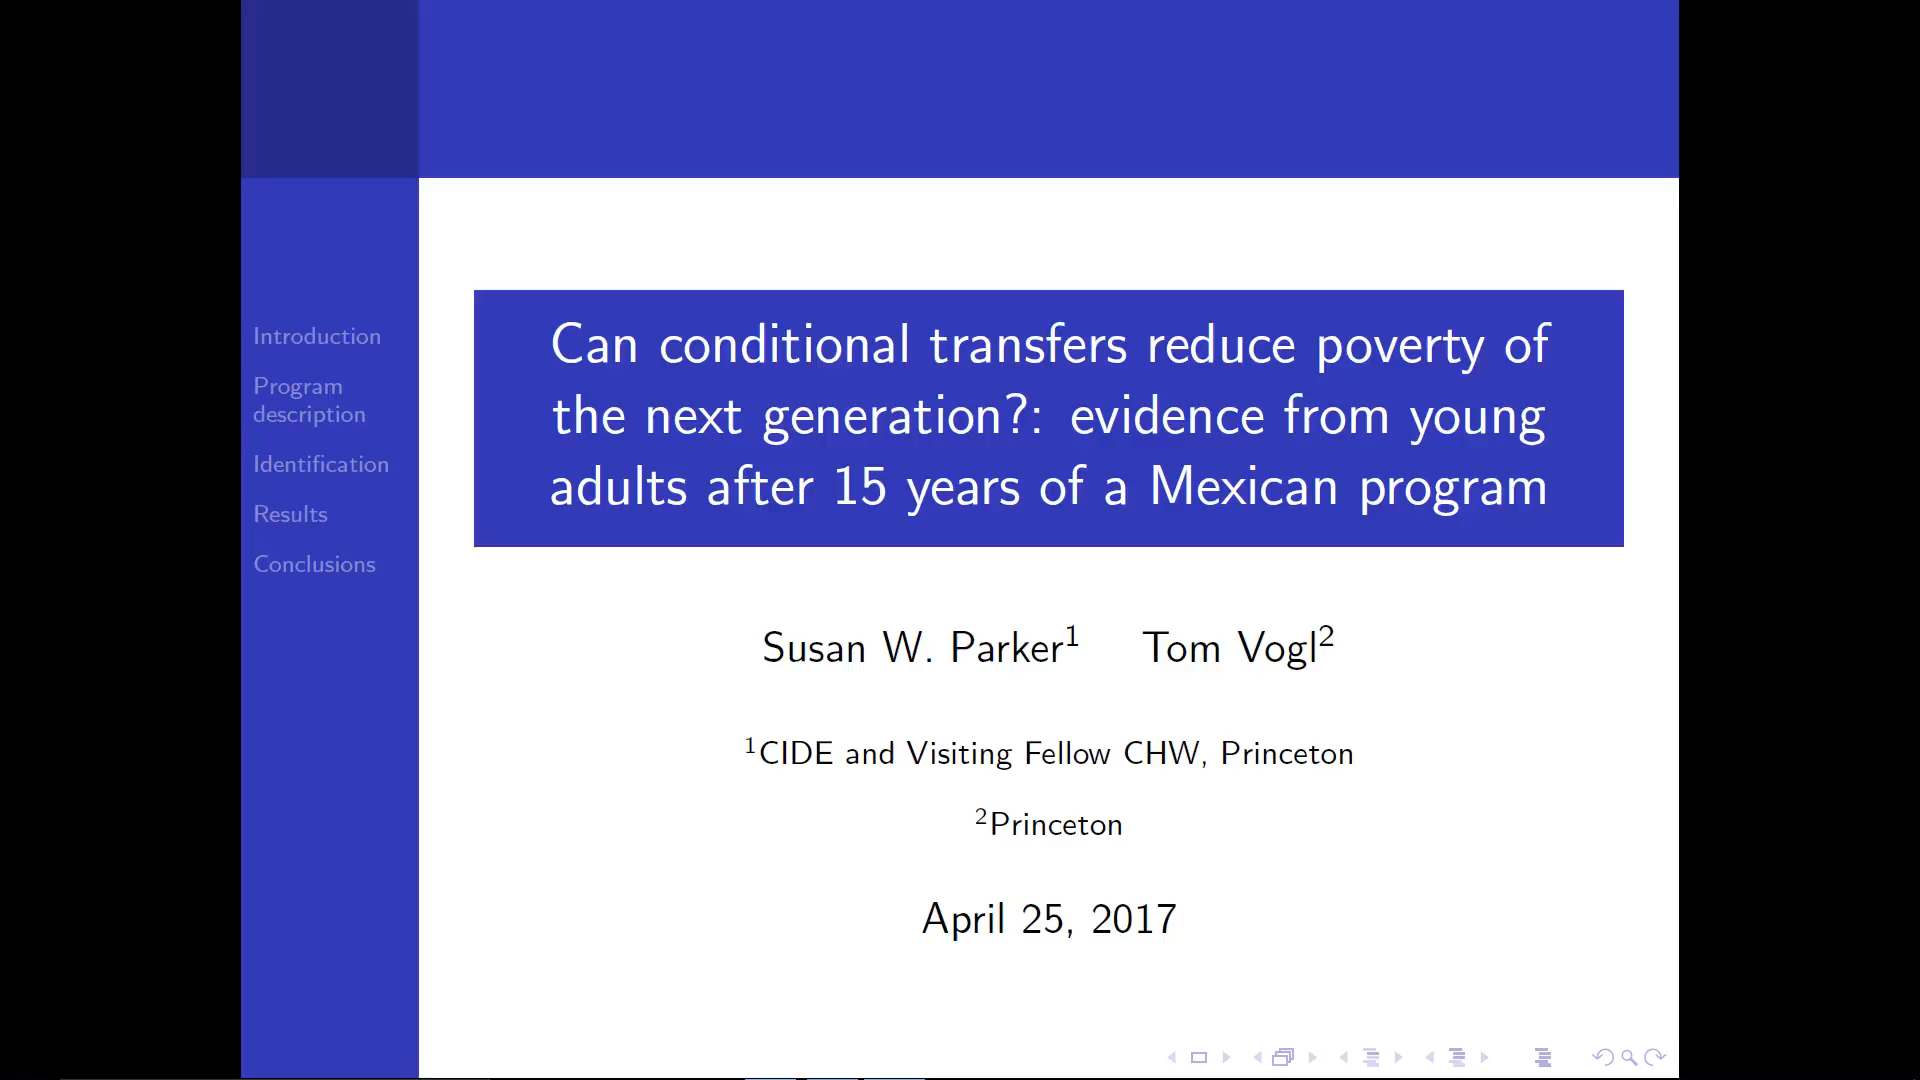 Introduction
Program
description
Identification
Results
Conclusions
Can conditional transfers reduce poverty of
the next generation?: evidence from young
adults after 15 years of a Mexican program
Susan W. Parker¹ Tom Vogl²
¹CIDE and Visiting Fellow CHW, Princeton
²Princeton
April 25, 2017